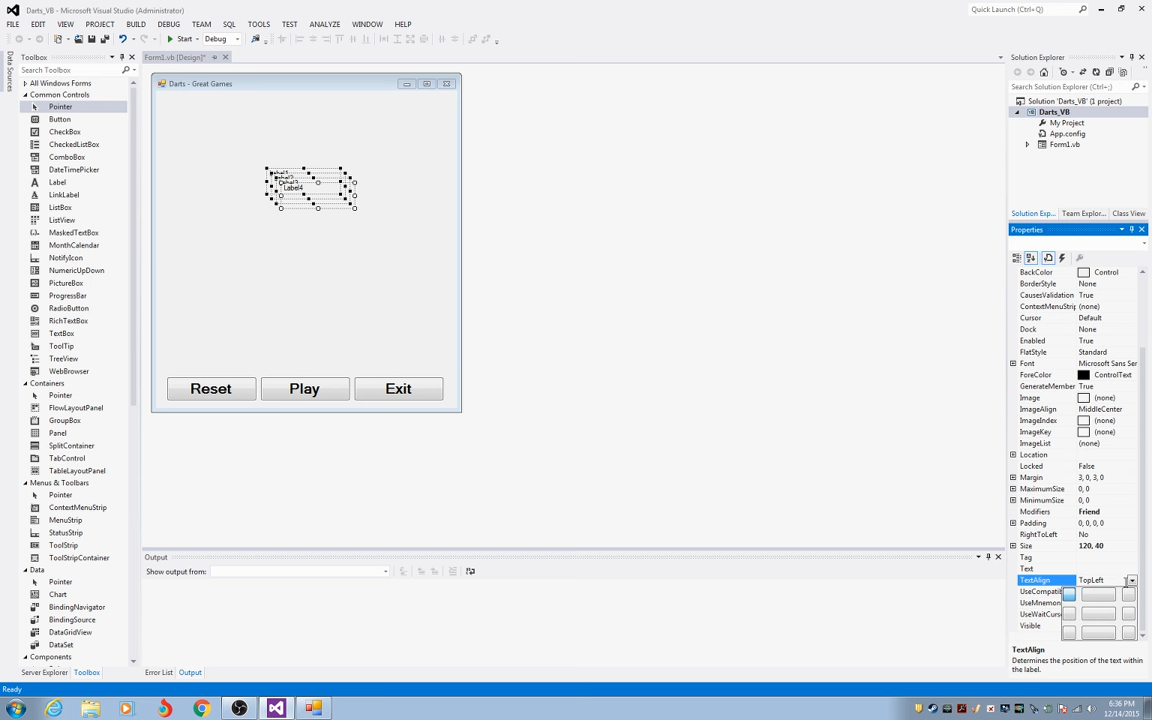 Darts_VB - Microsoft Visual Studio (Administrator)
Quick Launch (Ctrl+;)
FILE EDIT VIEW PROJECT BUILD DEBUG TEAM SQL TOOLS TEST ANALYZE WINDOW HELP
Start Debug
Data Sources
Toolbox
Search Toolbox
All Windows Forms
Common Controls
Pointer
Button
CheckBox
CheckedListBox
ComboBox
DateTimePicker
Label
LinkLabel
ListBox
ListView
MaskedTextBox
MonthCalendar
NotifyIcon
NumericUpDown
PictureBox
ProgressBar
RadioButton
RichTextBox
TextBox
ToolTip
TreeView
WebBrowser
Containers
Pointer
FlowLayoutPanel
GroupBox
Panel
SplitContainer
TabControl
TableLayoutPanel
Menus & Toolbars
Pointer
ContextMenuStrip
MenuStrip
StatusStrip
ToolStrip
ToolStripContainer
Data
Pointer
Chart
BindingNavigator
BindingSource
DataGridView
DataSet
Components
Server Explorer Toolbox
Form1.vb [Design]*
Darts - Great Games
Label4
Reset Play Exit
Output
Show output from:
Error List Output
Solution Explorer
Search Solution Explorer (Ctrl+;)
Solution 'Darts_VB' (1 project)
Darts_VB
My Project
App.config
Form1.vb
Solution Exp... Team Explor... Class View
Properties
BackColor Control
BorderStyle None
CausesValidation True
ContextMenuStrip (none)
Cursor Default
Dock None
Enabled True
FlatStyle Standard
Font Microsoft Sans Ser
ForeColor ControlText
GenerateMember True
Image (none)
ImageAlign MiddleCenter
ImageIndex (none)
ImageKey (none)
ImageList (none)
Location
Locked False
Margin 3, 0, 3, 0
MaximumSize 0, 0
MinimumSize 0, 0
Modifiers Friend
Padding 0, 0, 0, 0
RightToLeft No
Size 120, 40
Tag
Text
TextAlign TopLeft
UseCompatib
UseMnemon
UseWaitCurs
Visible
TextAlign
Determines the position of the text within
the label.
Ready
6:36 PM
12/14/2015